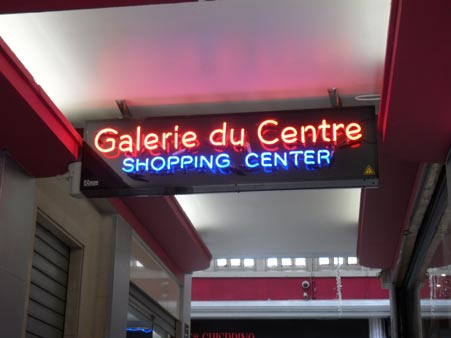 Galerie du Centre
SHOPPING CENTER